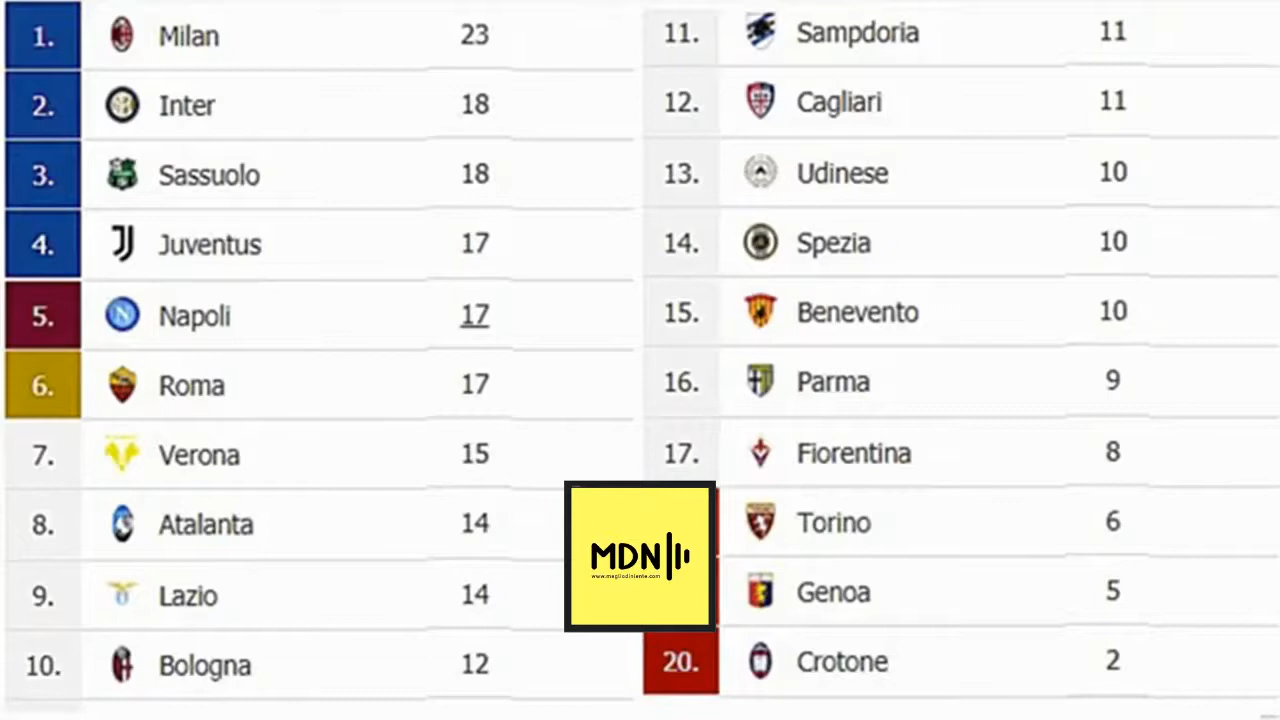 1. Milan 23
2. Inter 18
3. Sassuolo 18
4. Juventus 17
5. Napoli 17
6. Roma 17
7. Verona 15
8. Atalanta 14
9. Lazio 14
10. Bologna 12
11. Sampdoria 11
12. Cagliari 11
13. Udinese 10
14. Spezia 10
15. Benevento 10
16. Parma 9
17. Fiorentina 8
Torino 6
Genoa 5
20. Crotone 2
MDN
www.megliodiniente.com